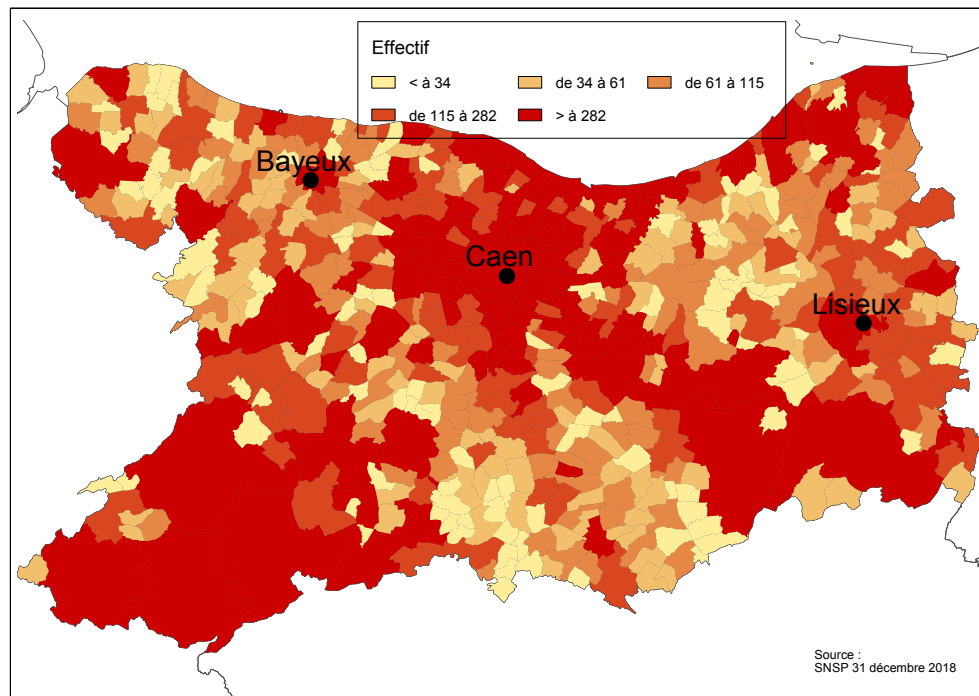 Effectif
< à 34
de 34 à 61
de 61 à 115
de 115 à 282
> à 282
Bayeux
Caen
Lisieux
Source :
SNSP 31 décembre 2018